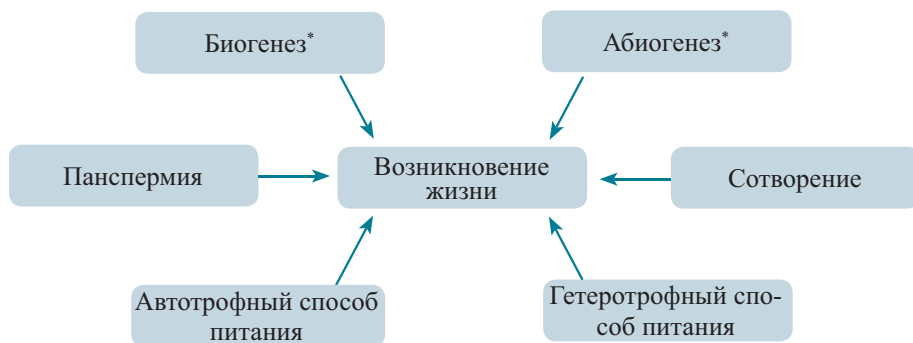 Биогенез*
Абиогенез*
Панспермия
Возникновение
жизни
Сотворение
Автотрофный способ
питания
Гетеротрофный спо-
соб питания